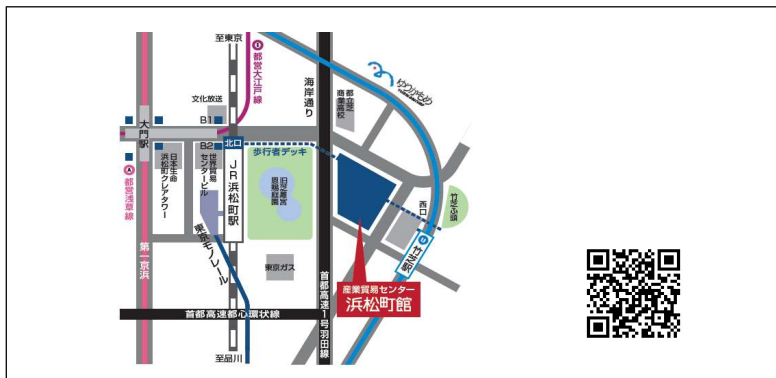 至東京
都営大江戸線
海岸通り
都立芝
商業高校
ゆりかもめ
文化放送
大門駅
B1
B2
北口
歩行者デッキ
日本生命
浜松町クレアタワー
世界貿易
センタービル
JR浜松町駅
旧芝離宮
恩賜庭園
A
都営浅草線
西口
竹芝ふ頭
竹芝駅
第一京浜
東京モノレール
東京ガス
産業貿易センター
浜松町館
首都高速都心環状線
首都高速1号羽田線
至品川